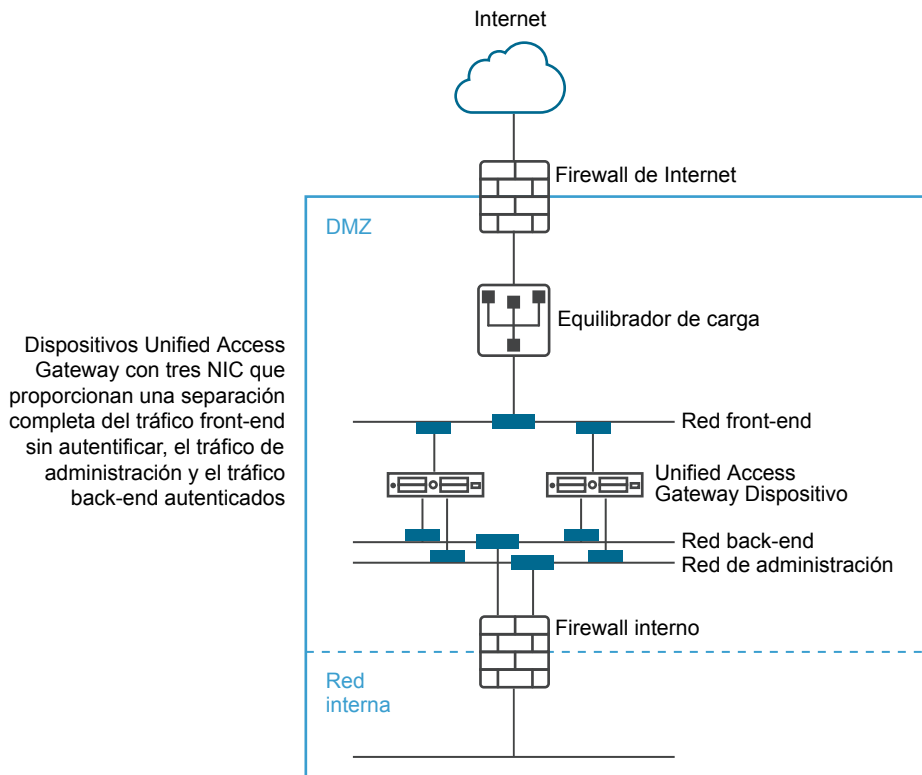 Internet
Firewall de Internet
DMZ
Equilibrador de carga
Dispositivos Unified Access
Gateway con tres NIC que
proporcionan una separación
completa del tráfico front-end
sin autentificar, el tráfico de
administración y el tráfico
back-end autenticados
Red front-end
Unified Access
Gateway Dispositivo
Red back-end
Red de administración
Firewall interno
Red
interna